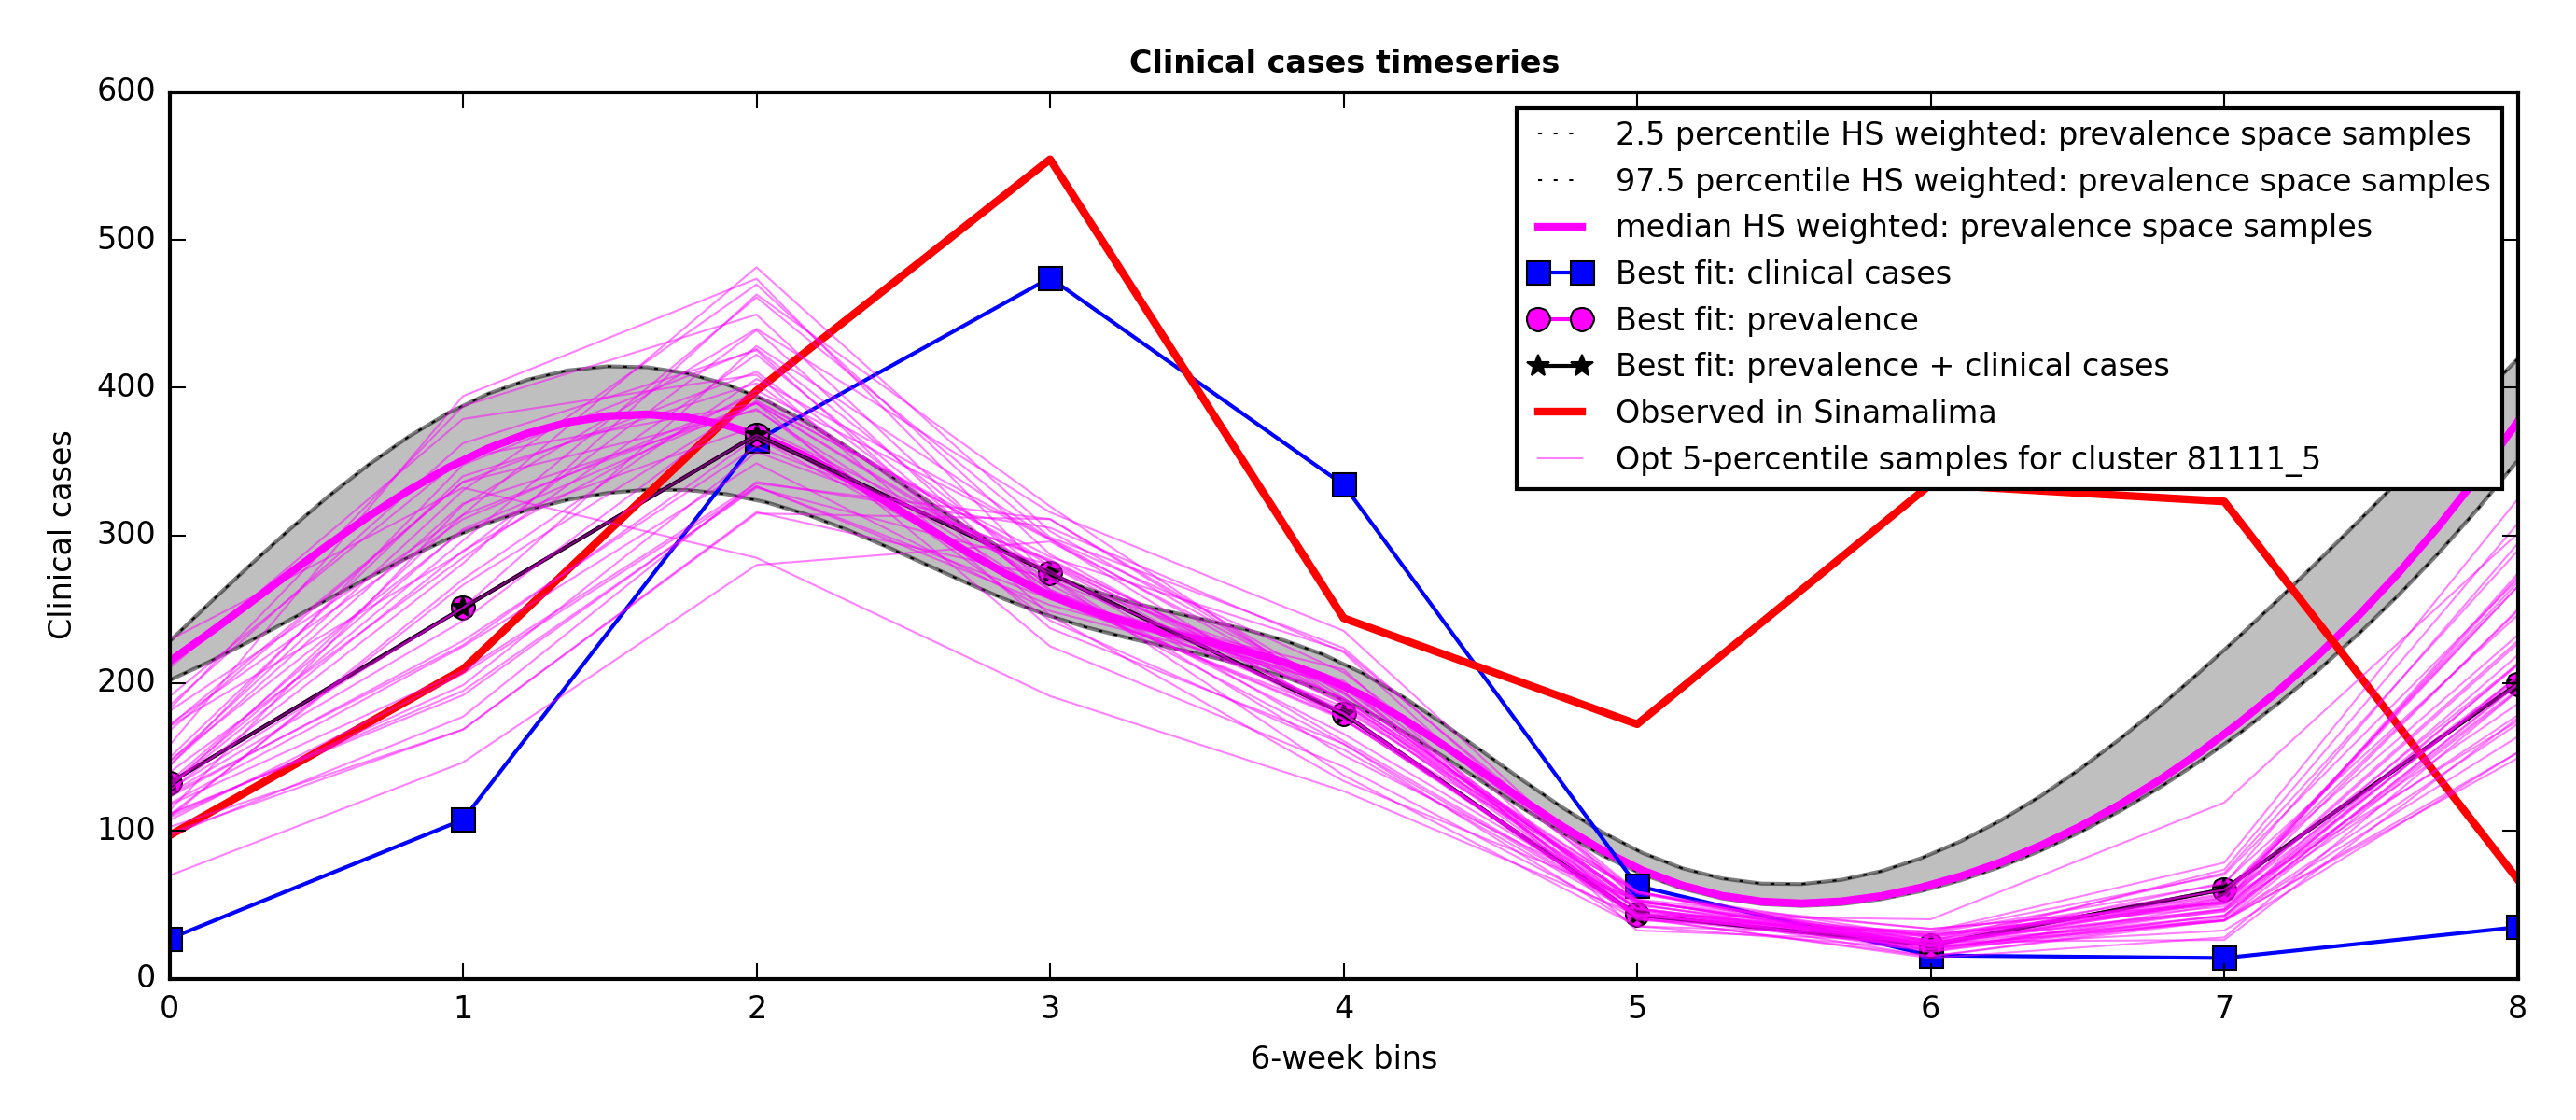 Clinical cases timeseries
600
500
400
300
200
100
0
Clinical cases
2.5 percentile HS weighted: prevalence space samples
97.5 percentile HS weighted: prevalence space samples
median HS weighted: prevalence space samples
Best fit: clinical cases
Best fit: prevalence
Best fit: prevalence + clinical cases
Observed in Sinamalima
Opt 5-percentile samples for cluster 81111_5
0 1 2 3 4 5 6 7 8
6-week bins